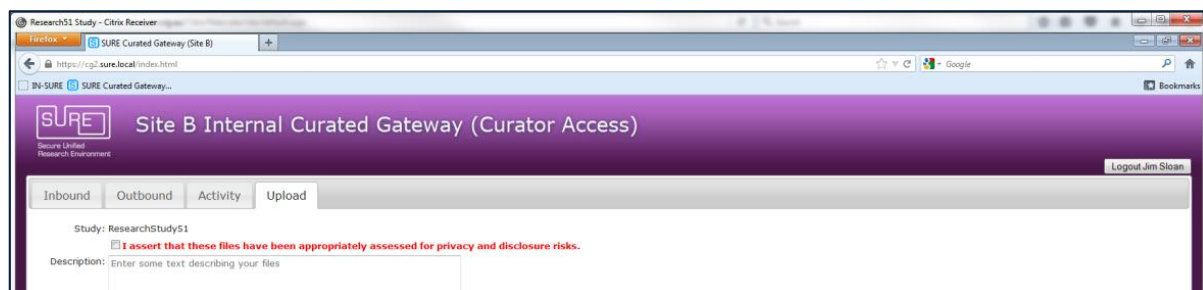 Research51 Study - Citrix Receiver
Firefox
SURE Curated Gateway (Site B)
https://cg2.sure.local/index.html
Google
IN-SURE SURE Curated Gateway...
Bookmarks
SURE
Secure Unified
Research Environment
Site B Internal Curated Gateway (Curator Access)
Logout Jim Sloan
Inbound Outbound Activity Upload
Study: ResearchStudy51
I assert that these files have been appropriately assessed for privacy and disclosure risks.
Description: Enter some text describing your files